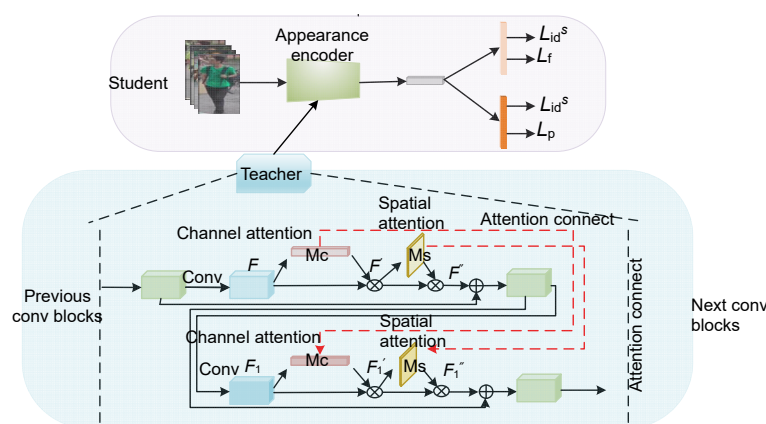 Appearance
encoder
Student
L_id^s
L_f
L_id^s
L_p
Teacher
Spatial
attention
Attention connect
Channel attention
Mc
Ms
F
F′
F″
Conv
Previous
conv blocks
Next conv
blocks
Attention connect
Channel attention
Spatial
attention
Mc
Ms
Conv
F₁
F₁′
F₁″